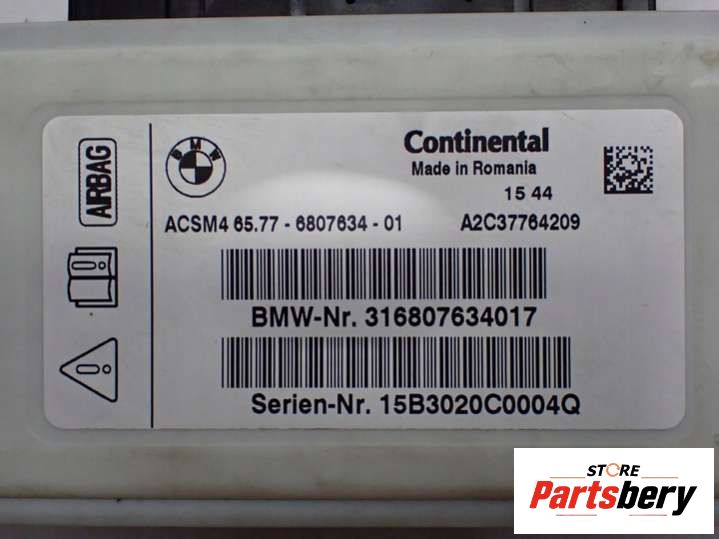 AIRBAG
BMW
Continental
Made in Romania
15 44
ACSM4 65.77 - 6807634 - 01 A2C37764209
BMW-Nr. 316807634017
Serien-Nr. 15B3020C0004Q
STORE
Partsbery